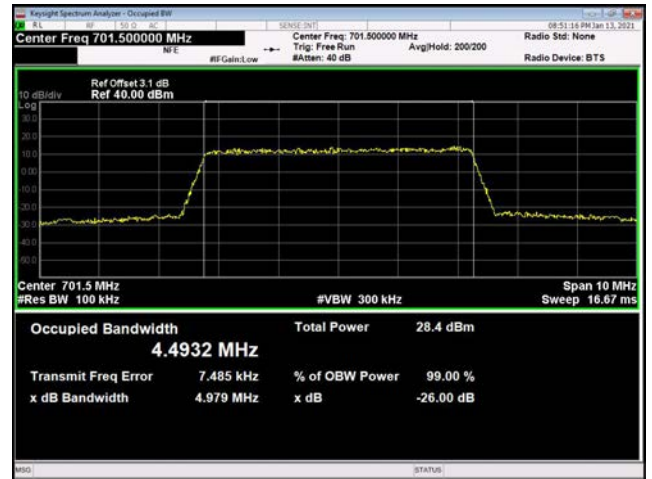 Keysight Spectrum Analyzer - Occupied BW
RL RF 50 Ω AC SENSE:INT 08:51:16 PM Jan 13, 2021
Center Freq 701.500000 MHz Center Freq: 701.500000 MHz Radio Std: None
NFE Trig: Free Run Avg|Hold: 200/200
#IFGain:Low #Atten: 40 dB Radio Device: BTS
Ref Offset 3.1 dB
10 dB/div Ref 40.00 dBm
Log
30.0
20.0
10.0
0.00
-10.0
-20.0
-30.0
-40.0
-50.0
Center 701.5 MHz Span 10 MHz
#Res BW 100 kHz #VBW 300 kHz Sweep 16.67 ms
Occupied Bandwidth Total Power 28.4 dBm
4.4932 MHz
Transmit Freq Error 7.485 kHz % of OBW Power 99.00 %
x dB Bandwidth 4.979 MHz x dB -26.00 dB
MSG STATUS